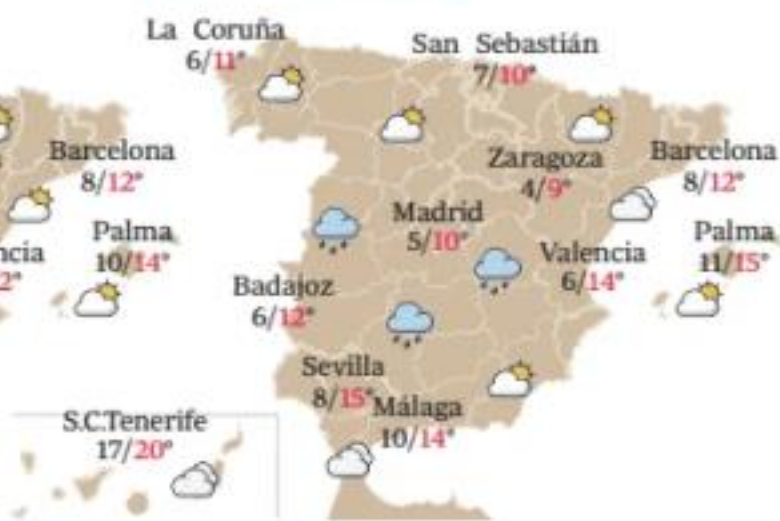 La Coruña
6/11°
San Sebastián
7/10°
Barcelona
8/12°
Zaragoza
4/9°
Barcelona
8/12°
Palma
10/14°
Madrid
5/10°
Valencia
6/14°
Palma
11/15°
ncia
2°
Badajoz
6/12°
Sevilla
8/15°
Málaga
10/14°
S.C.Tenerife
17/20°